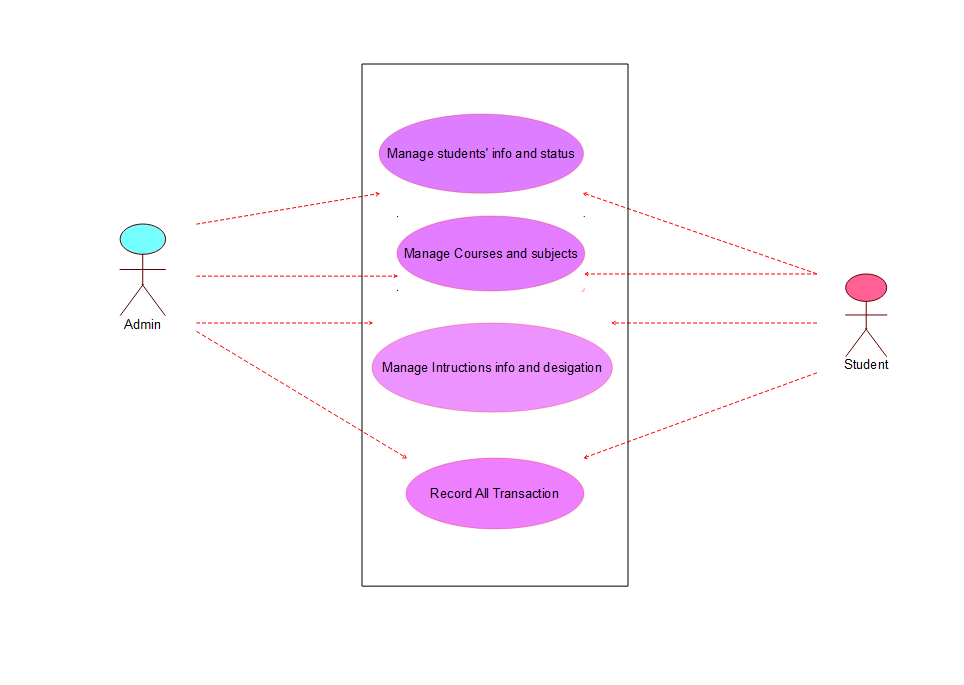 Manage students' info and status
Manage Courses and subjects
Admin
Manage Intructions info and desigation
Student
Record All Transaction